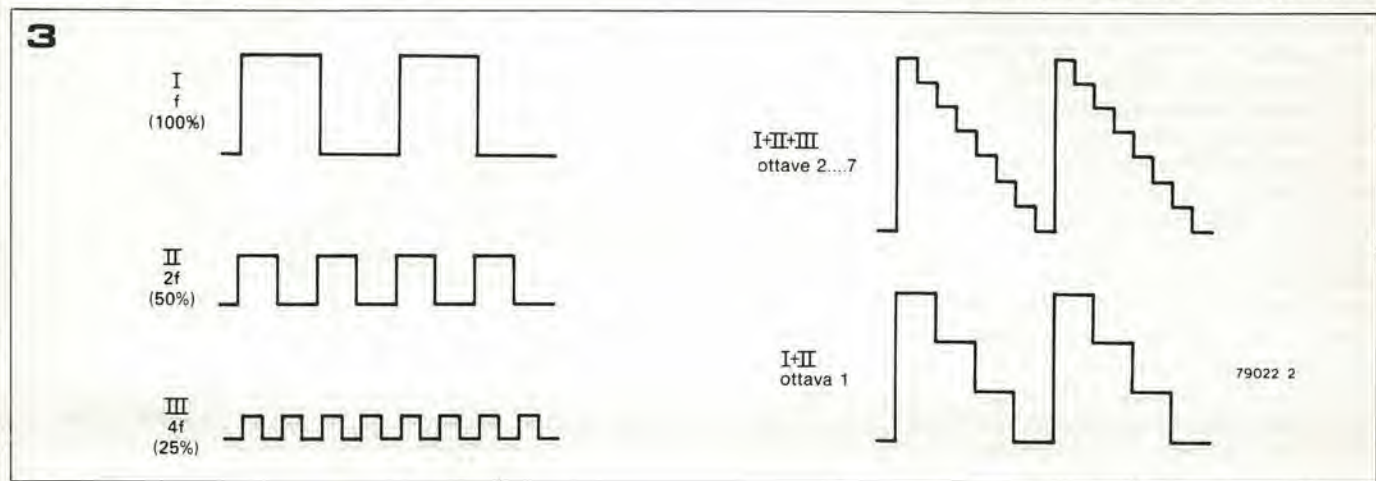 3
I
f
(100%)
II
2f
(50%)
III
4f
(25%)
I+II+III
ottave 2....7
I+II
ottava 1
79022 2